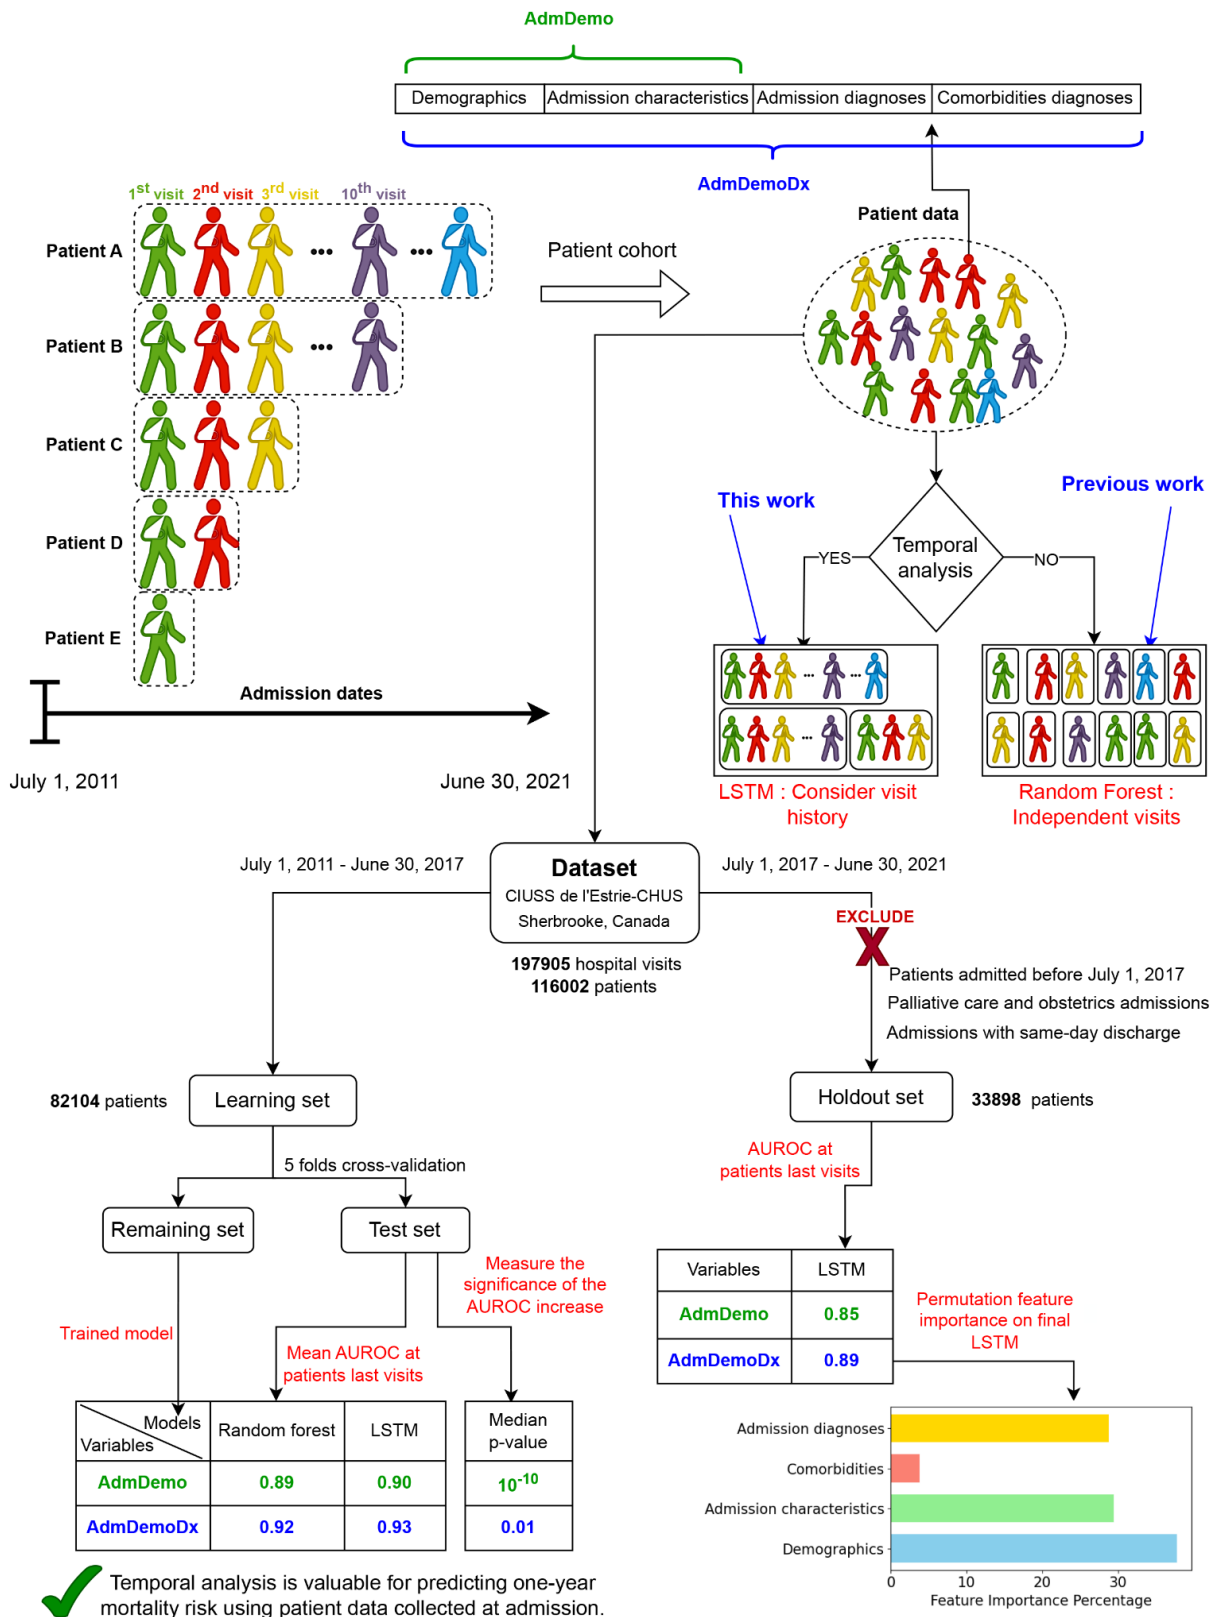 AdmDemo
Demographics
Admission characteristics
Admission diagnoses
Comorbidities diagnoses
AdmDemoDx
1st visit
2nd visit
3rd visit
10th visit
Patient A
...
...
Patient B
...
Patient C
Patient D
Patient E
Admission dates
July 1, 2011
June 30, 2021
Patient cohort
Patient data
This work
Previous work
Temporal
analysis
YES
NO
...
...
...
LSTM : Consider visit
history
Random Forest :
Independent visits
July 1, 2011 - June 30, 2017
Dataset
CIUSS de l'Estrie-CHUS
Sherbrooke, Canada
July 1, 2017 - June 30, 2021
197905 hospital visits
116002 patients
EXCLUDE
X
Patients admitted before July 1, 2017
Palliative care and obstetrics admissions
Admissions with same-day discharge
82104 patients
Learning set
Holdout set
33898 patients
5 folds cross-validation
Remaining set
Test set
AUROC at
patients last visits
Measure the
significance of the
AUROC increase
Trained model
Mean AUROC at
patients last visits
Variables
LSTM
AdmDemo
0.85
AdmDemoDx
0.89
Permutation feature
importance on final
LSTM
Models
Variables
Random forest
LSTM
Median
p-value
AdmDemo
0.89
0.90
10-10
AdmDemoDx
0.92
0.93
0.01
Admission diagnoses
Comorbidities
Admission characteristics
Demographics
0
10
20
30
Feature Importance Percentage
Temporal analysis is valuable for predicting one-year
mortality risk using patient data collected at admission.